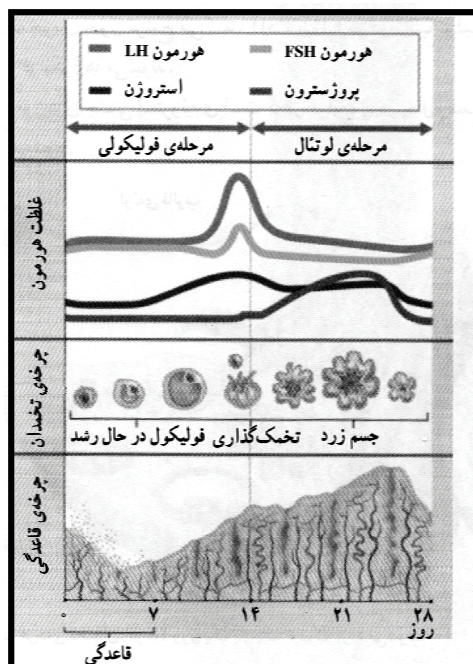 هورمون LH
هورمون FSH
استروژن
پروژسترون
مرحله‌ی فولیکولی
مرحله‌ی لوتئال
غلظت هورمون
چرخه‌ی تخمدان
فولیکول در حال رشد
تخمک‌گذاری
جسم زرد
چرخه‌ی قاعدگی
۰ ۷ ۱۴ ۲۱ ۲۸
روز
قاعدگی